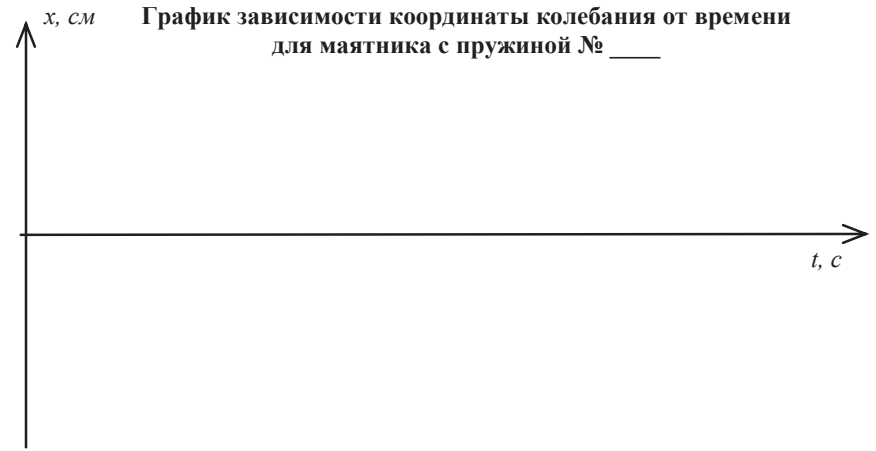 x, см
График зависимости координаты колебания от времени
для маятника с пружиной № ____
t, с